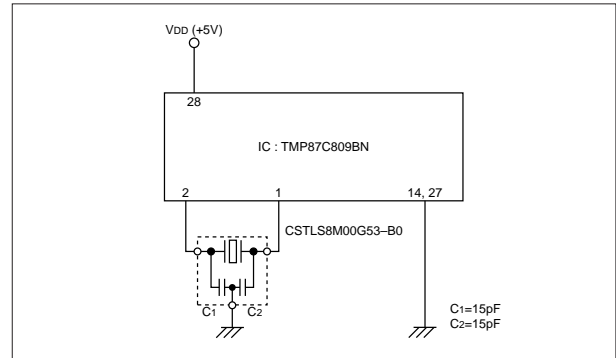 VDD (+5V)
28
IC : TMP87C809BN
2 1 14, 27
CSTLS8M00G53–B0
C1 C2
C1=15pF
C2=15pF